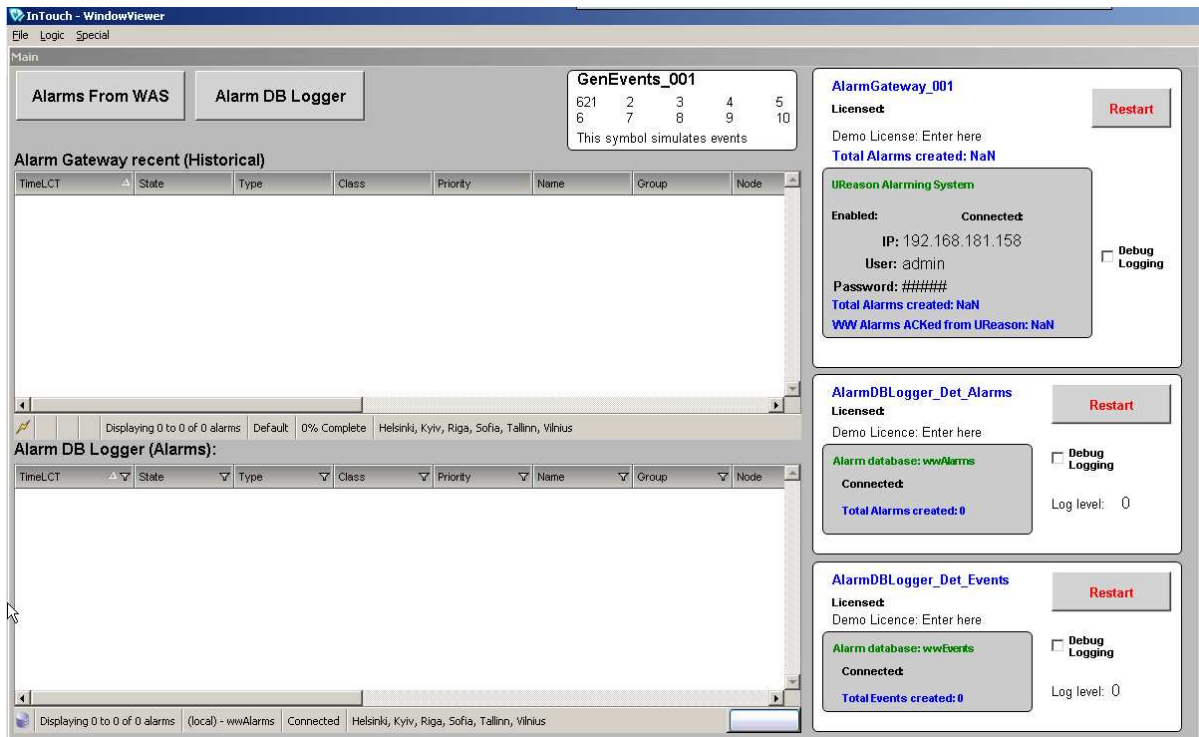 InTouch - WindowViewer
File Logic Special
Main
Alarms From WAS
Alarm DB Logger
GenEvents_001
621 2 3 4 5
6 7 8 9 10
This symbol simulates events
Alarm Gateway recent (Historical)
TimeLCT State Type Class Priority Name Group Node
Displaying 0 to 0 of 0 alarms Default 0% Complete Helsinki, Kyiv, Riga, Sofia, Tallinn, Vilnius
Alarm DB Logger (Alarms):
TimeLCT State Type Class Priority Name Group Node
Displaying 0 to 0 of 0 alarms (local) - wwAlarms Connected Helsinki, Kyiv, Riga, Sofia, Tallinn, Vilnius
AlarmGateway_001
Licensed:
Restart
Demo License: Enter here
Total Alarms created: NaN
UReason Alarming System
Enabled: Connected:
IP: 192.168.181.158
User: admin
Password: #####
Total Alarms created: NaN
WW Alarms ACKed from UReason: NaN
Debug
Logging
AlarmDBLogger_Det_Alarms
Licensed:
Restart
Demo Licence: Enter here
Alarm database: wwAlarms
Connected:
Total Alarms created: 0
Debug
Logging
Log level: 0
AlarmDBLogger_Det_Events
Licensed:
Restart
Demo Licence: Enter here
Alarm database: wwEvents
Connected:
Total Events created: 0
Debug
Logging
Log level: 0